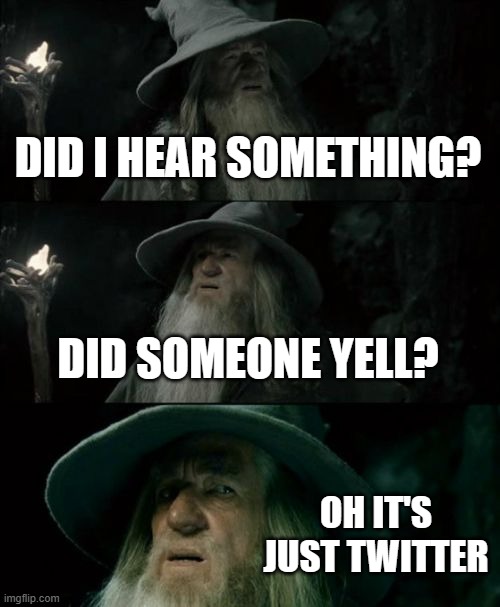 DID I HEAR SOMETHING?
DID SOMEONE YELL?
OH IT'S
JUST TWITTER
imgflip.com